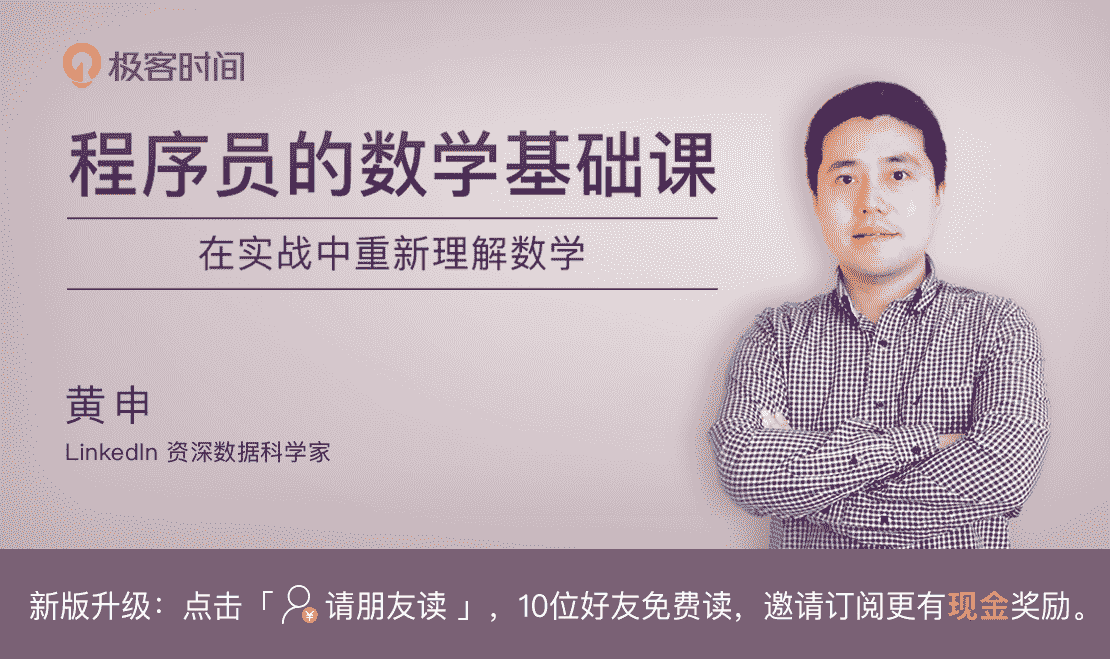 极客时间
程序员的数学基础课
在实战中重新理解数学
黄申
LinkedIn 资深数据科学家
新版升级：点击「 ¥ 请朋友读 」，10位好友免费读，邀请订阅更有现金奖励。